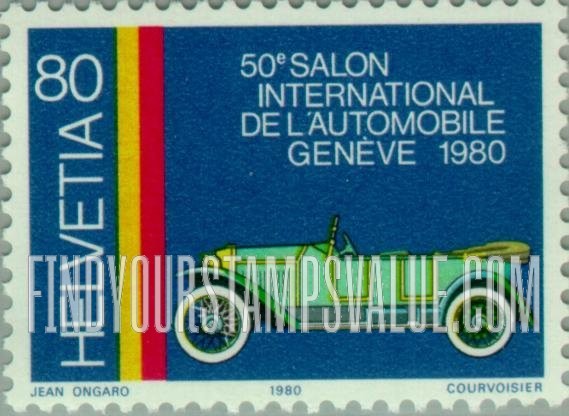 80
HELVETIA
50e SALON
INTERNATIONAL
DE L'AUTOMOBILE
GENÈVE 1980
FINDYOURSTAMPSVALUE.COM
JEAN ONGARO 1980 COURVOISIER